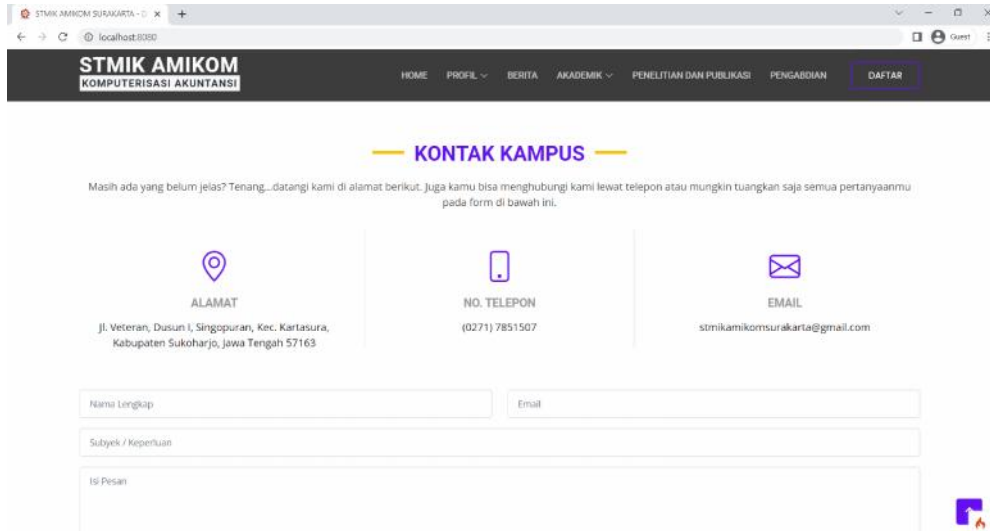 STMIK AMIKOM SURAKARTA - D
localhost:8080
Guest
STMIK AMIKOM
KOMPUTERISASI AKUNTANSI
HOME PROFIL BERITA AKADEMIK PENELITIAN DAN PUBLIKASI PENGABDIAN DAFTAR
KONTAK KAMPUS
Masih ada yang belum jelas? Tenang...datangi kami di alamat berikut. Juga kamu bisa menghubungi kami lewat telepon atau mungkin tuangkan saja semua pertanyaanmu
pada form di bawah ini.
ALAMAT
Jl. Veteran, Dusun I, Singopuran, Kec. Kartasura,
Kabupaten Sukoharjo, Jawa Tengah 57163
NO. TELEPON
(0271) 7851507
EMAIL
stmikamikomsurakarta@gmail.com
Nama Lengkap
Email
Subyek / Keperluan
Isi Pesan